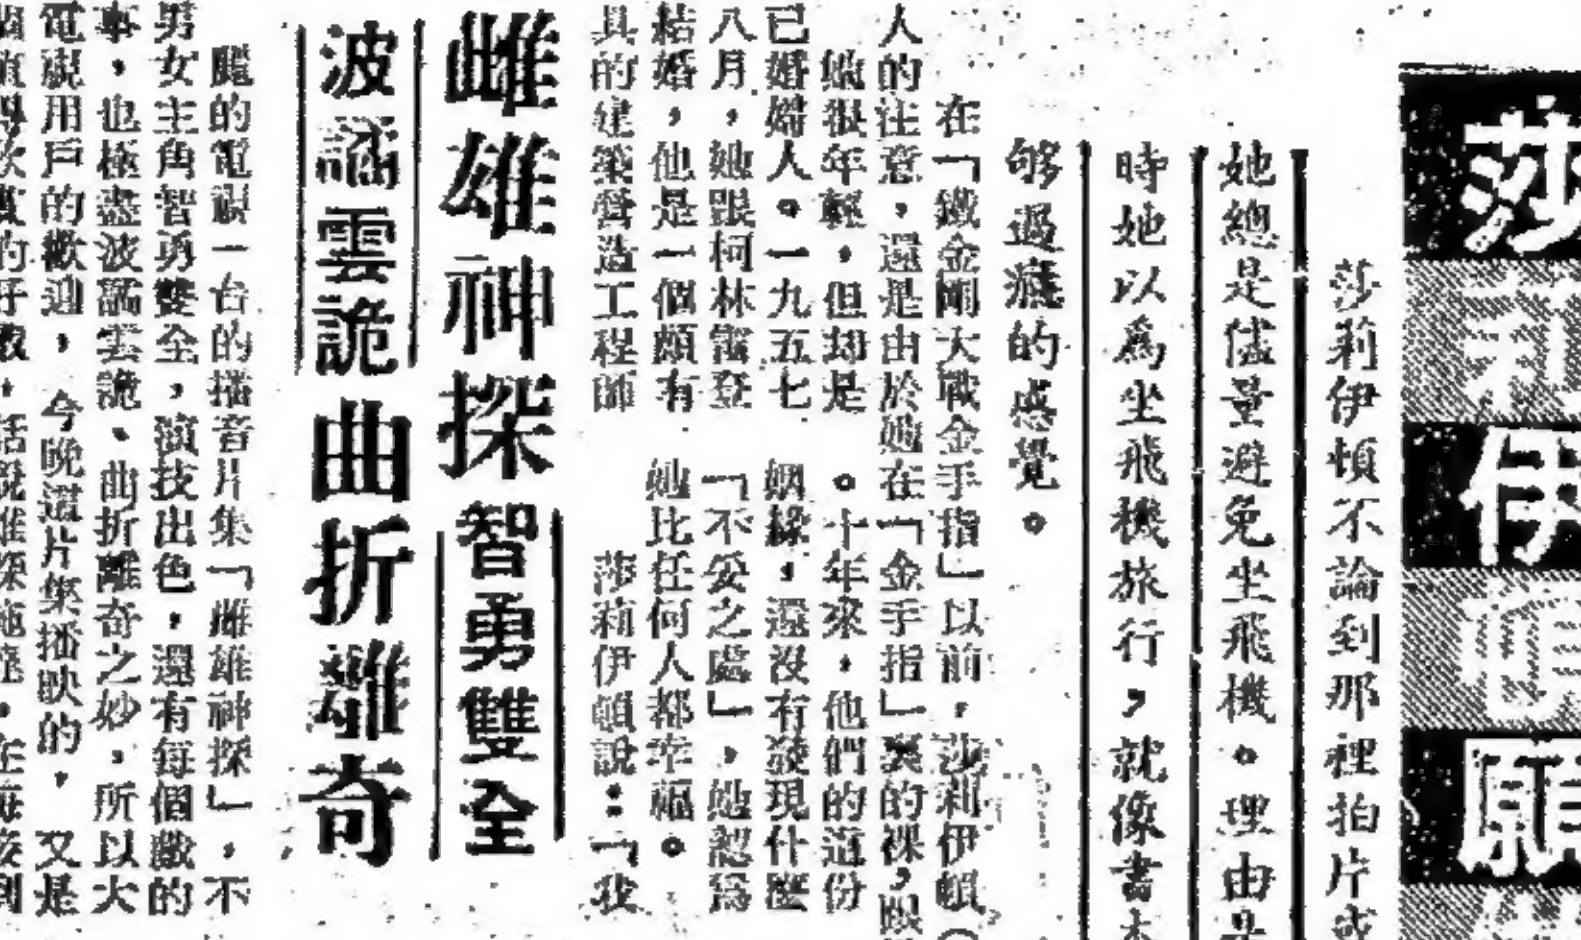 莎莉伊頓
莎莉伊頓不論到那裡拍片或
她總是儘量避免坐飛機。理由是
時她以爲坐飛機旅行,就像書本
够過癮的感覺。
在「鐵金剛大戰金手指」以前,莎莉伊頓(
人的注意,還是由於她在「金手指」裏的裸,
她很年輕,但却是
已婚婦人。一九五七
八月,她跟柯林
結婚,他是一個頗有
具的建築營造工程師
。十年來,他們的這份
姻緣,還沒有發現什麼
「不妥之處」,她認爲
她比任何人都幸福。
莎莉伊頓說:「我
雌雄神探智勇雙全
波譎雲詭曲折離奇
麗的電視一台的播音片集「雌雄神探」,不
男女主角智勇雙全,演技出色,還有每個戲的
事,也極盡波譎雲詭、曲折離奇之妙,所以大
電視用戶的歡迎,今晚這片集播映的,又是